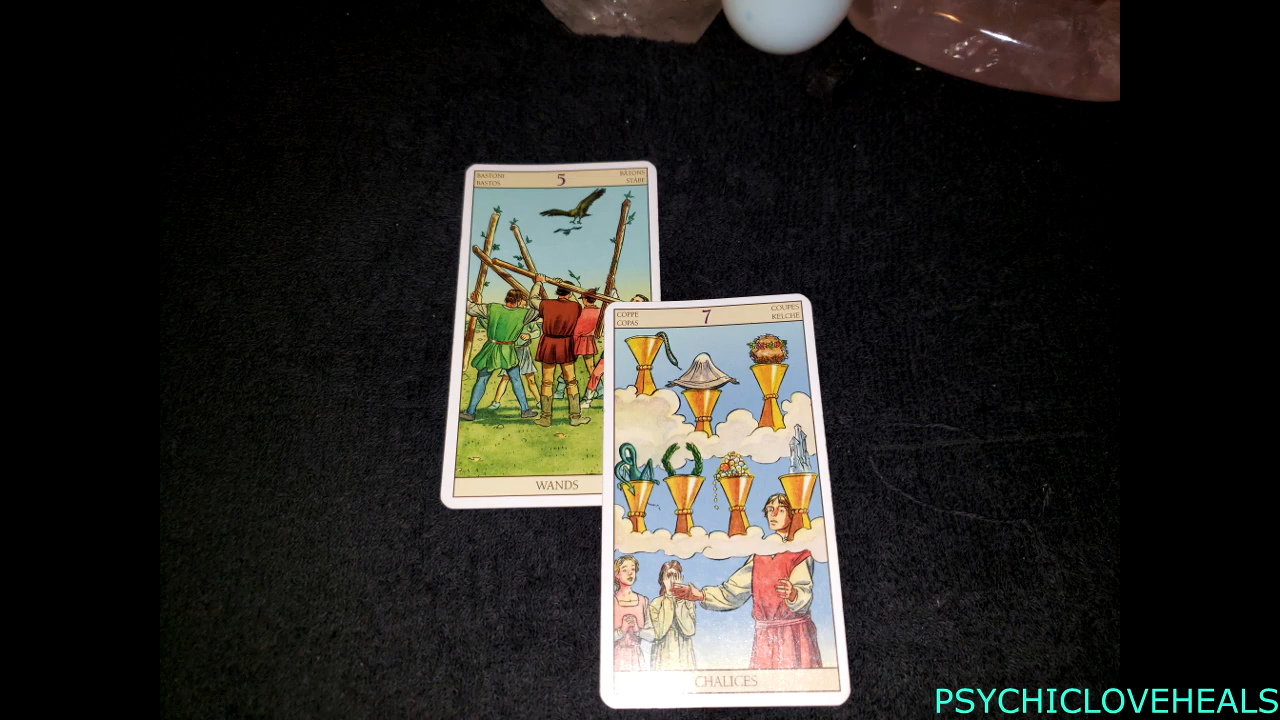 BASTONI
BASTOS
5
BÂTONS
STÄBE
WANDS
COPPE
COPAS
7
COUPES
KELCHE
CHALICES
PSYCHICLOVEHEALS